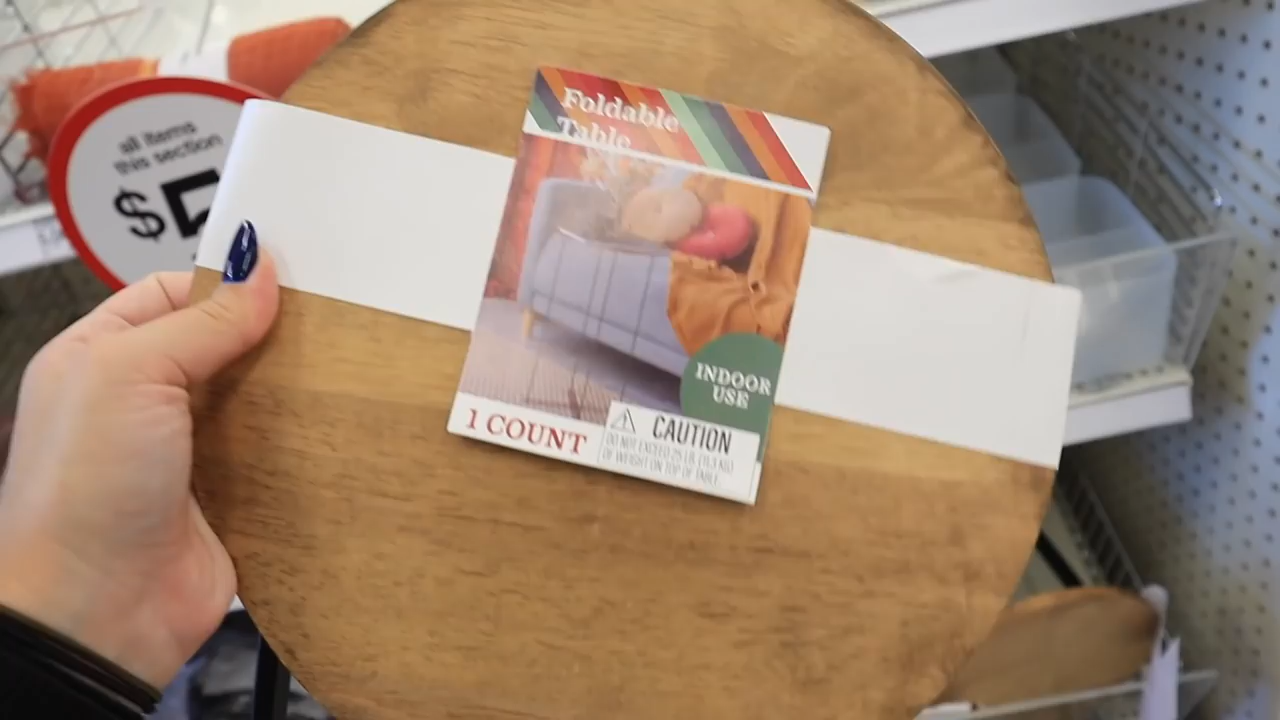 all items
this section
$5
Foldable
Table
INDOOR
USE
1 COUNT
CAUTION
DO NOT EXCEED 25 LB. (11.3 KG)
OF WEIGHT ON TOP OF TABLE.